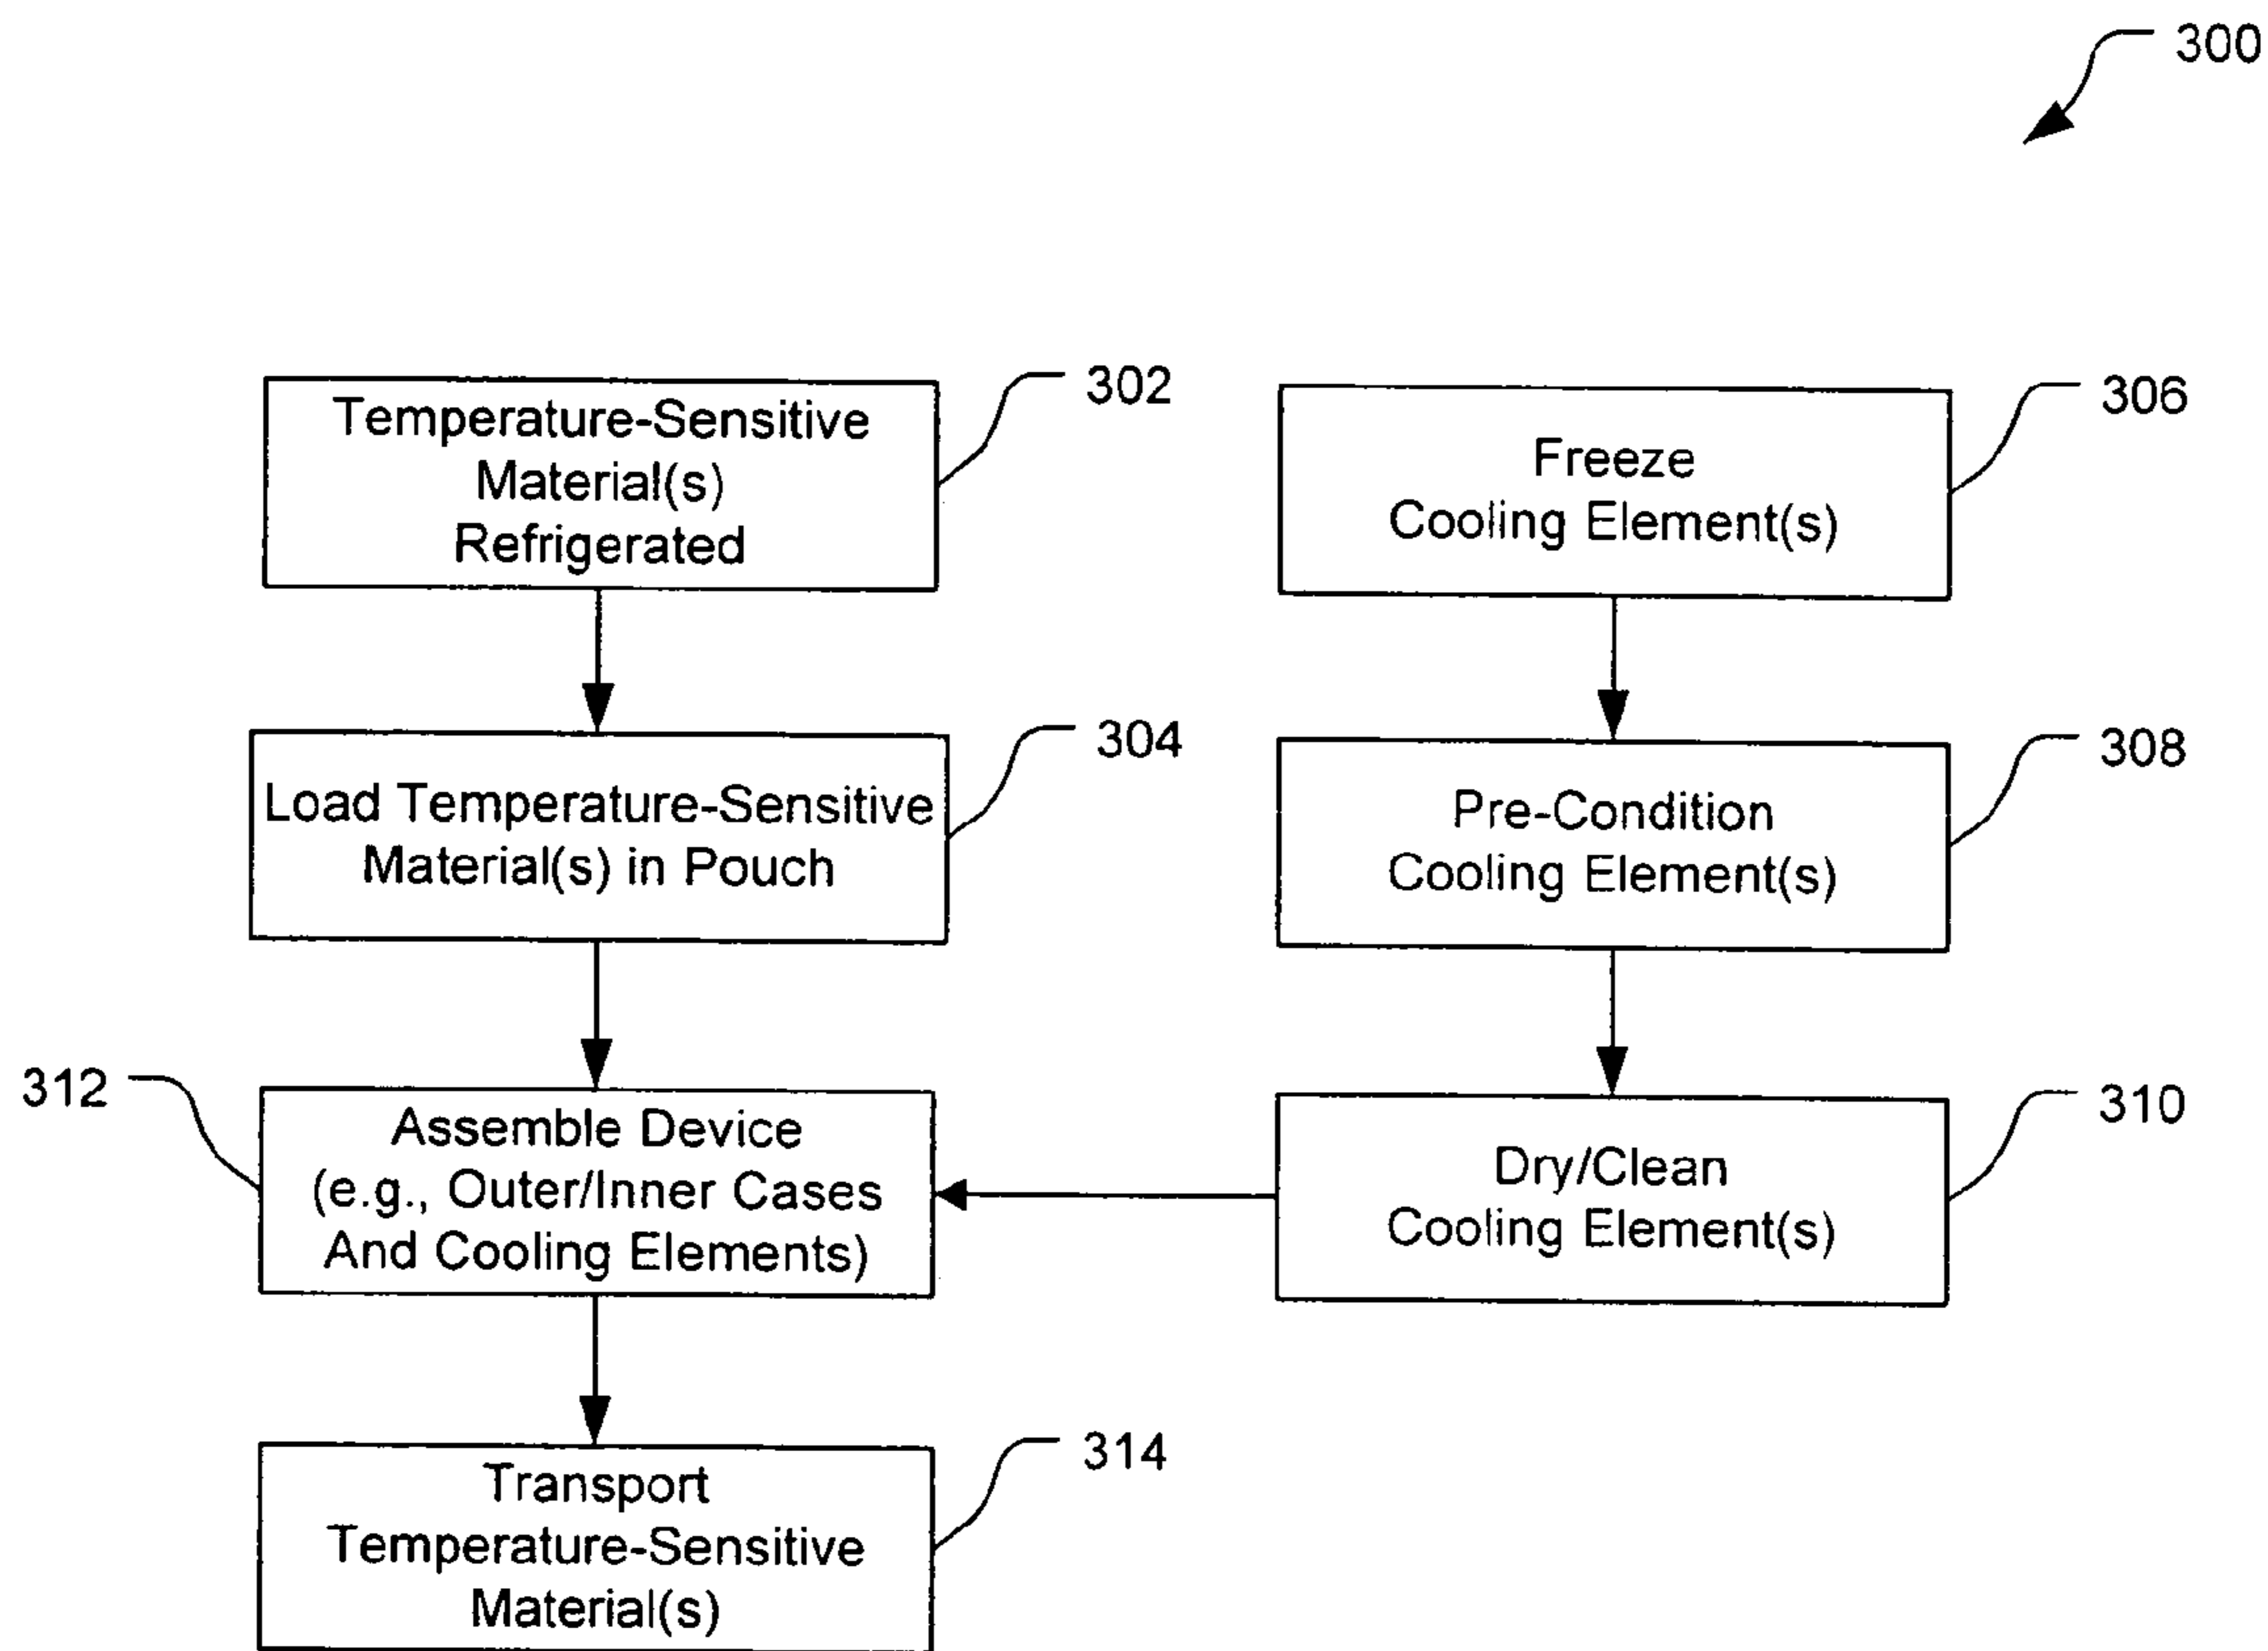 300
302
Temperature-Sensitive
Material(s)
Refrigerated
306
Freeze
Cooling Element(s)
304
Load Temperature-Sensitive
Material(s) in Pouch
308
Pre-Condition
Cooling Element(s)
312
Assemble Device
(e.g., Outer/Inner Cases
And Cooling Elements)
310
Dry/Clean
Cooling Element(s)
314
Transport
Temperature-Sensitive
Material(s)